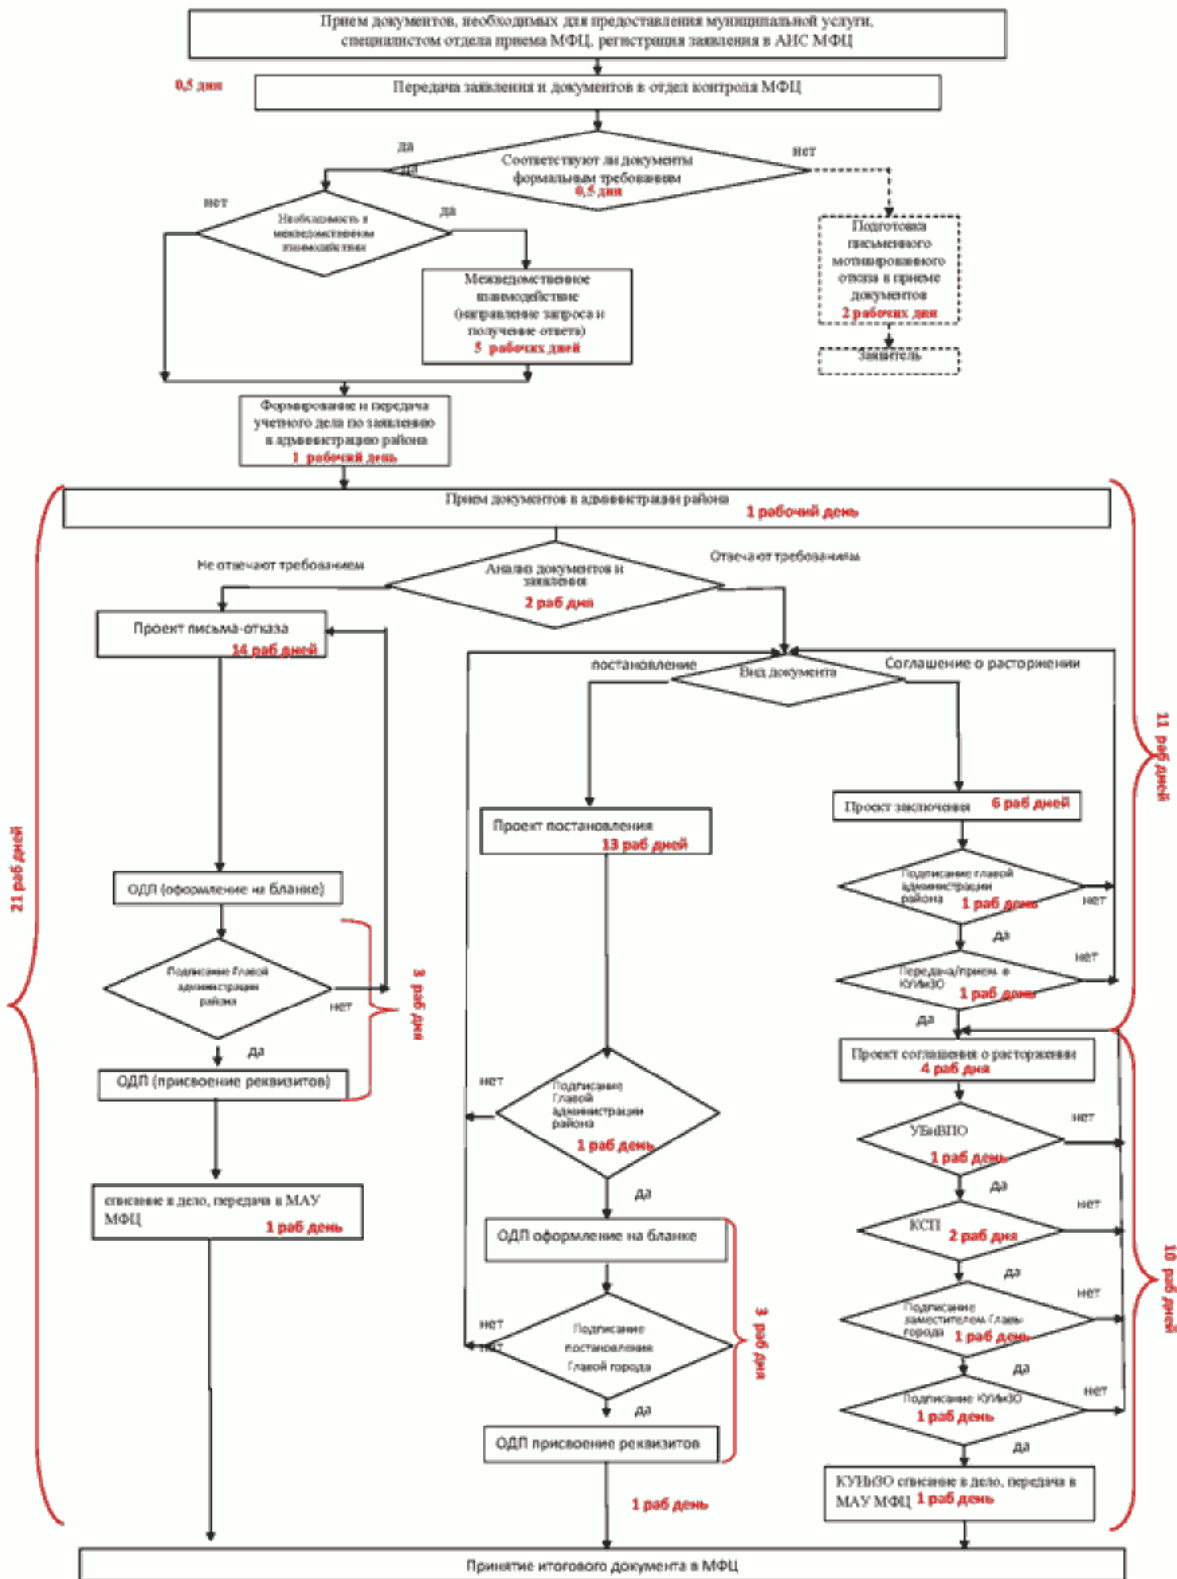 Прием документов, необходимых для предоставления муниципальной услуги,
специалистом отдела приема МФЦ, регистрация заявления в АИС МФЦ
0,5 дня
Передача заявления и документов в отдел контроля МФЦ
да
нет
да
Соответствуют ли документы
формальным требованиям
0,5 дня
нет
да
Необходимость в
межведомственном
взаимодействии
Подготовка
письменного
мотивированного
отказа в приеме
документов
2 рабочих дня
Межведомственное
взаимодействие
(направление запроса и
получение ответа)
5 рабочих дней
Заявитель
Формирование и передача
учетного дела по заявлению
в администрацию района
1 рабочий день
Прием документов в администрации района
1 рабочий день
Не отвечают требованием
Анализ документов и
заявления
2 раб дня
Отвечают требованиям
Проект письма-отказа
14 раб дней
постановление
Вид документа
Соглашение о расторжении
11 раб дней
21 раб дней
Проект постановления
13 раб дней
Проект заключения
6 раб дней
Подписание главой
администрации
района
1 раб день
нет
да
ОДП (оформление на бланке)
Подписание Главой
администрации
района
нет
да
3 раб дня
ОДП (присвоение реквизитов)
Передача/прием в
КУИиЗО
1 раб день
да
Проект соглашения о расторжении
4 раб дня
нет
Подписание
Главой
администрации
района
1 раб день
да
УБиВПО
1 раб день
нет
да
списание в дело, передача в МАУ
МФЦ
1 раб день
КСП
2 раб дня
нет
да
10 раб дней
ОДП оформление на бланке
нет
нет
Подписание
постановления
Главой города
да
3 раб дня
ОДП присвоение реквизитов
1 раб день
Подписание
заместителем Главы
города
1 раб день
нет
да
Подписание КУИиЗО
1 раб день
нет
да
КУИиЗО списание в дело, передача в
МАУ МФЦ 1 раб день
Принятие итогового документа в МФЦ